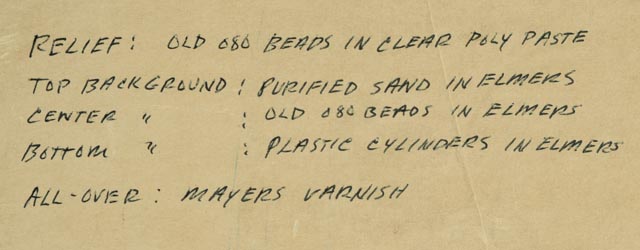 RELIEF: OLD 080 BEADS IN CLEAR POLY PASTE
TOP BACKGROUND: PURIFIED SAND IN ELMERS
CENTER " : OLD 080 BEADS IN ELMERS
BOTTOM " : PLASTIC CYLINDERS IN ELMERS
ALL-OVER: MAYERS VARNISH